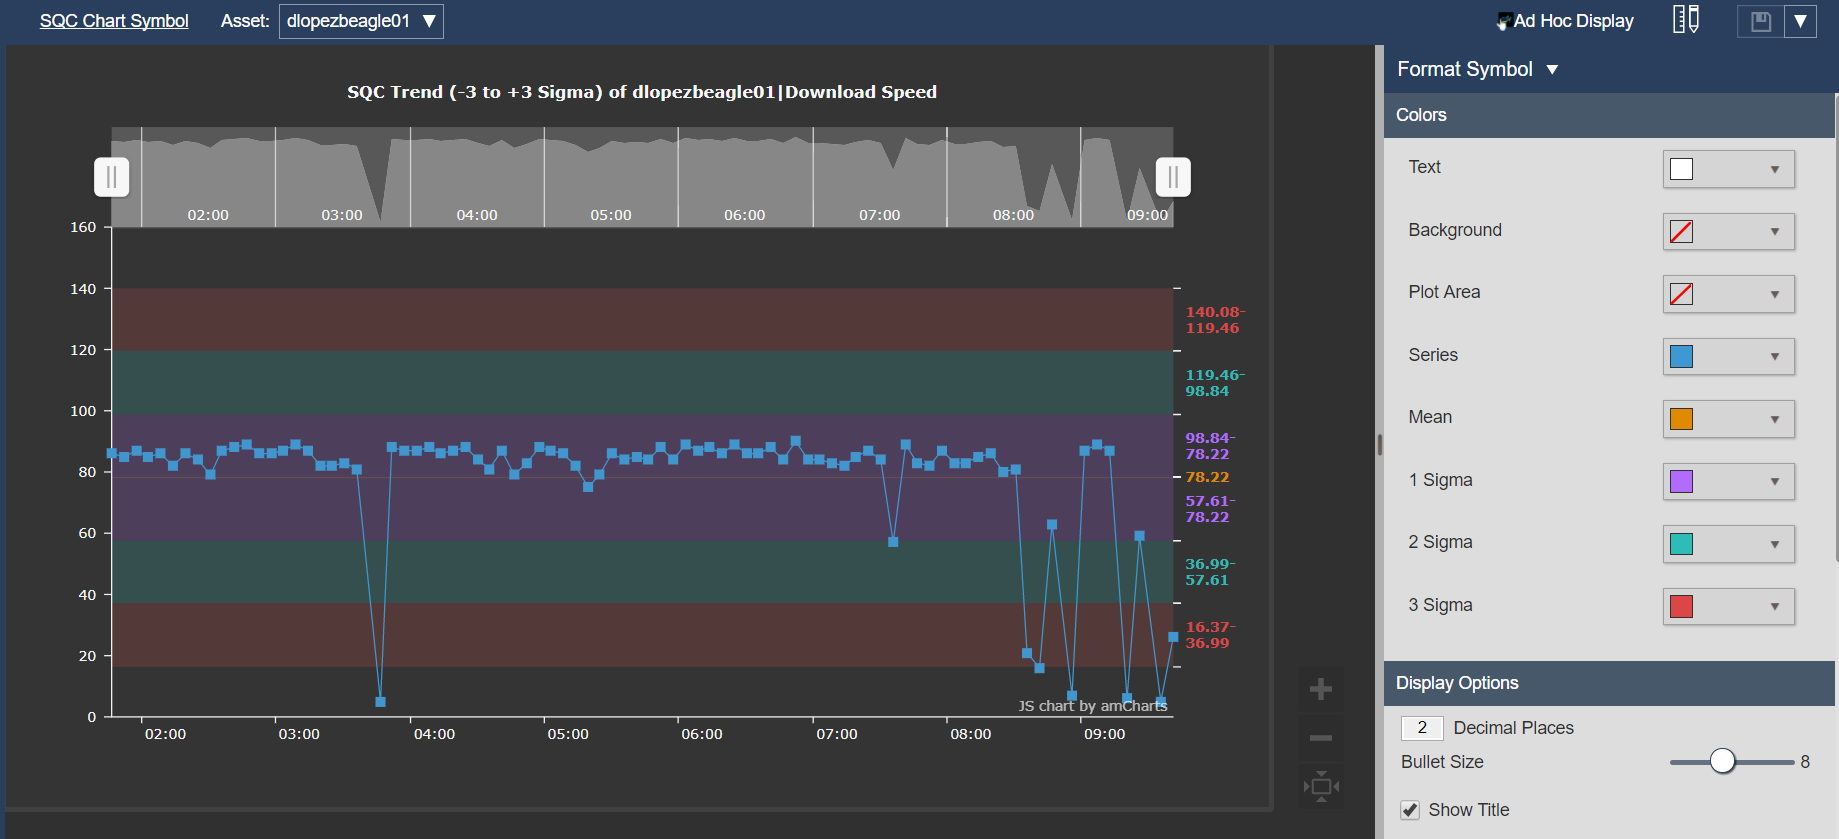 SQC Chart Symbol Asset: dlopezbeagle01 ▼ Ad Hoc Display ▼
Format Symbol ▼
SQC Trend (-3 to +3 Sigma) of dlopezbeagle01|Download Speed
02:00 03:00 04:00 05:00 06:00 07:00 08:00 09:00
160
140
120
100
80
60
40
20
0
140.08-
119.46
119.46-
98.84
98.84-
78.22
78.22
57.61-
78.22
36.99-
57.61
16.37-
36.99
JS chart by amCharts
02:00 03:00 04:00 05:00 06:00 07:00 08:00 09:00
Colors
Text
Background
Plot Area
Series
Mean
1 Sigma
2 Sigma
3 Sigma
Display Options
2 Decimal Places
Bullet Size 8
Show Title